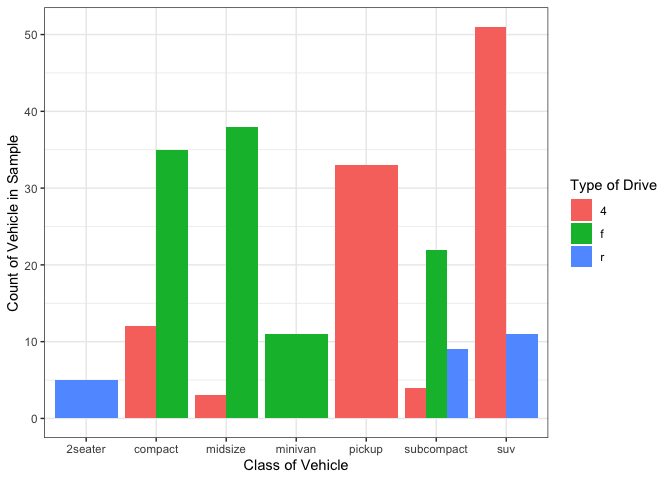 50
40
30
20
10
0
Count of Vehicle in Sample
2seater
compact
midsize
minivan
pickup
subcompact
suv
Class of Vehicle
Type of Drive
4
f
r